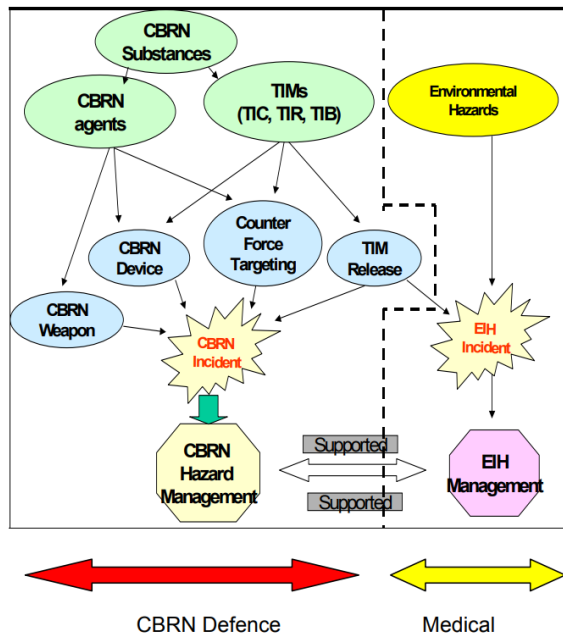 CBRN
Substances
CBRN
agents
TIMs
(TIC, TIR, TIB)
Environmental
Hazards
CBRN
Device
Counter
Force
Targeting
TIM
Release
CBRN
Weapon
CBRN
Incident
EIH
Incident
CBRN
Hazard
Management
Supported
Supported
EIH
Management
CBRN Defence
Medical